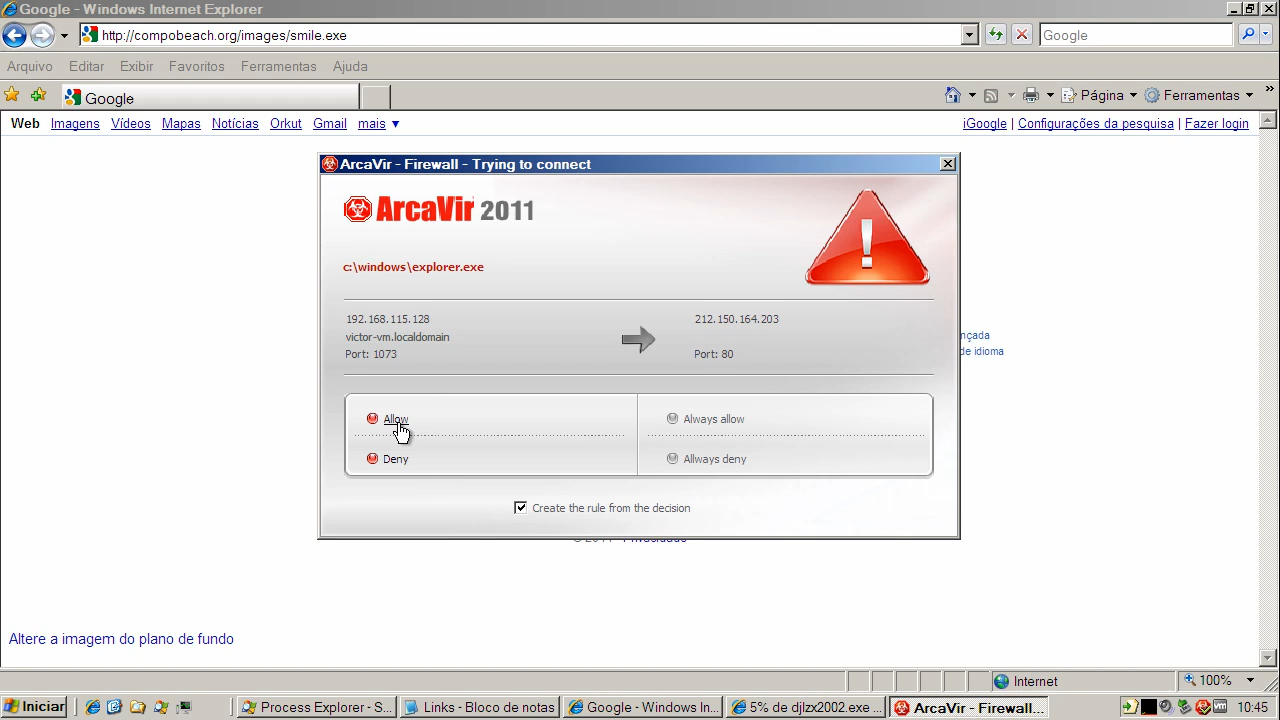 Google - Windows Internet Explorer
http://compobeach.org/images/smile.exe
Google
Arquivo Editar Exibir Favoritos Ferramentas Ajuda
Google
Página Ferramentas »
Web Imagens Vídeos Mapas Notícias Orkut Gmail mais ▼ iGoogle | Configurações da pesquisa | Fazer login
ArcaVir - Firewall - Trying to connect
ArcaVir 2011
c:\windows\explorer.exe
192.168.115.128
victor-vm.localdomain
Port: 1073
212.150.164.203
Port: 80
ançada
de idioma
Allow
Deny
Always allow
Allways deny
Create the rule from the decision
Altere a imagem do plano de fundo
Internet
100%
Iniciar
Process Explorer - S...
Links - Bloco de notas
Google - Windows In...
5% de djlzx2002.exe ...
ArcaVir - Firewall...
vm
10:45